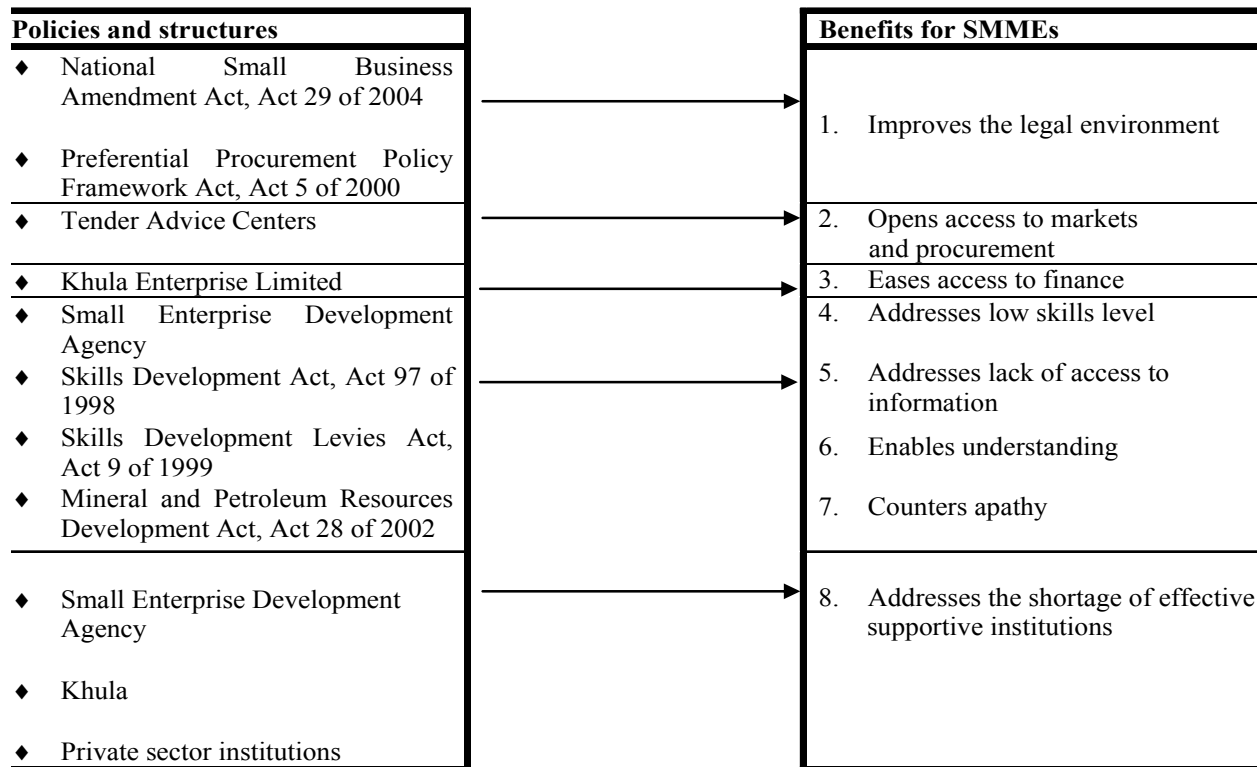 Policies and structures
♦ National Small Business
Amendment Act, Act 29 of 2004
♦ Preferential Procurement Policy
Framework Act, Act 5 of 2000
♦ Tender Advice Centers
♦ Khula Enterprise Limited
♦ Small Enterprise Development
Agency
♦ Skills Development Act, Act 97 of
1998
♦ Skills Development Levies Act,
Act 9 of 1999
♦ Mineral and Petroleum Resources
Development Act, Act 28 of 2002
♦ Small Enterprise Development
Agency
♦ Khula
♦ Private sector institutions
Benefits for SMMEs
1. Improves the legal environment
2. Opens access to markets
and procurement
3. Eases access to finance
4. Addresses low skills level
5. Addresses lack of access to
information
6. Enables understanding
7. Counters apathy
8. Addresses the shortage of effective
supportive institutions